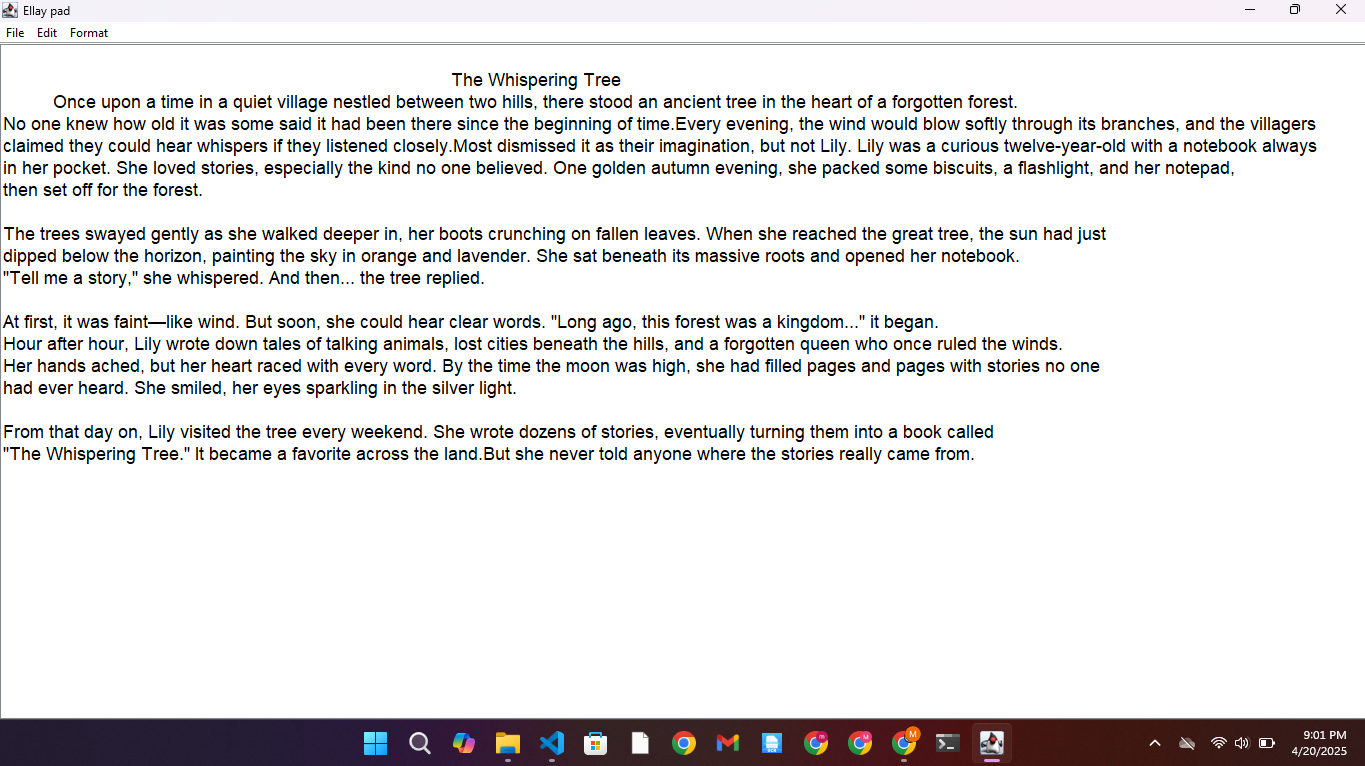 Ellay pad
File Edit Format
The Whispering Tree
Once upon a time in a quiet village nestled between two hills, there stood an ancient tree in the heart of a forgotten forest.
No one knew how old it was some said it had been there since the beginning of time.Every evening, the wind would blow softly through its branches, and the villagers
claimed they could hear whispers if they listened closely.Most dismissed it as their imagination, but not Lily. Lily was a curious twelve-year-old with a notebook always
in her pocket. She loved stories, especially the kind no one believed. One golden autumn evening, she packed some biscuits, a flashlight, and her notepad,
then set off for the forest.
The trees swayed gently as she walked deeper in, her boots crunching on fallen leaves. When she reached the great tree, the sun had just
dipped below the horizon, painting the sky in orange and lavender. She sat beneath its massive roots and opened her notebook.
"Tell me a story," she whispered. And then... the tree replied.
At first, it was faint—like wind. But soon, she could hear clear words. "Long ago, this forest was a kingdom..." it began.
Hour after hour, Lily wrote down tales of talking animals, lost cities beneath the hills, and a forgotten queen who once ruled the winds.
Her hands ached, but her heart raced with every word. By the time the moon was high, she had filled pages and pages with stories no one
had ever heard. She smiled, her eyes sparkling in the silver light.
From that day on, Lily visited the tree every weekend. She wrote dozens of stories, eventually turning them into a book called
"The Whispering Tree." It became a favorite across the land.But she never told anyone where the stories really came from.
9:01 PM
4/20/2025